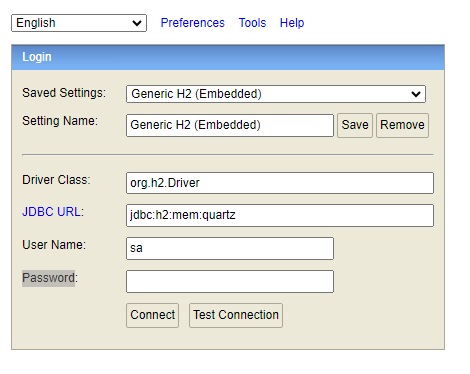 English Preferences Tools Help
Login
Saved Settings: Generic H2 (Embedded)
Setting Name: Generic H2 (Embedded) Save Remove
Driver Class: org.h2.Driver
JDBC URL: jdbc:h2:mem:quartz
User Name: sa
Password:
Connect Test Connection